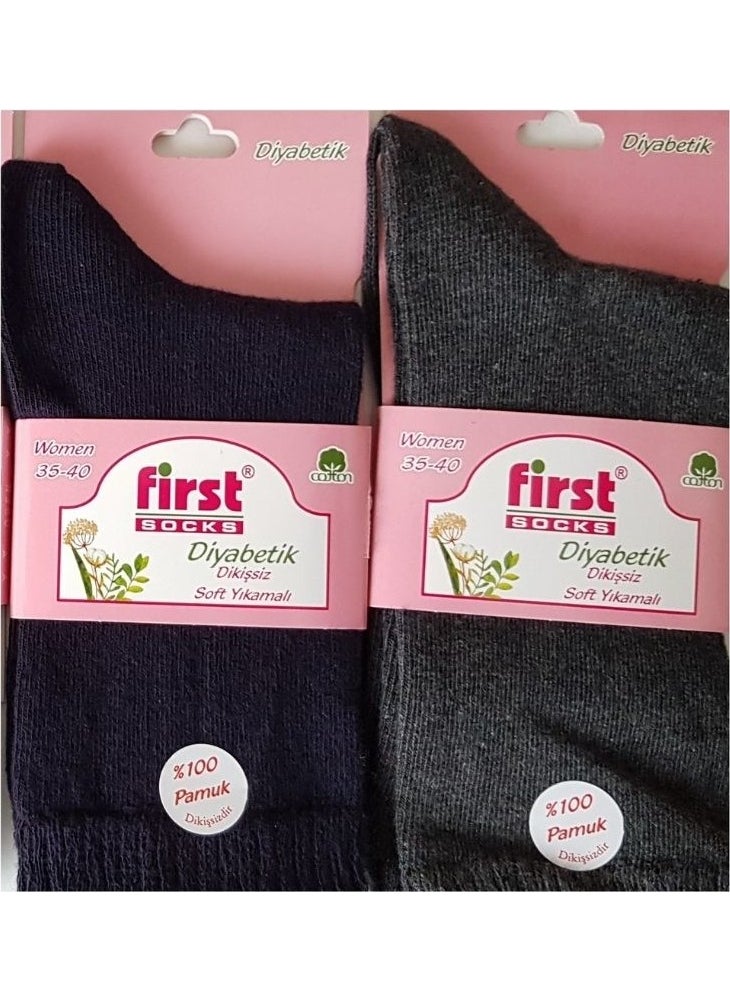 Diyabetik
Women
35-40
first®
SOCKS
cotton
Diyabetik
Dikişsiz
Soft Yıkamalı
%100
Pamuk
Dikişsizdir
Diyabetik
Women
35-40
first®
SOCKS
cotton
Diyabetik
Dikişsiz
Soft Yıkamalı
%100
Pamuk
Dikişsizdir